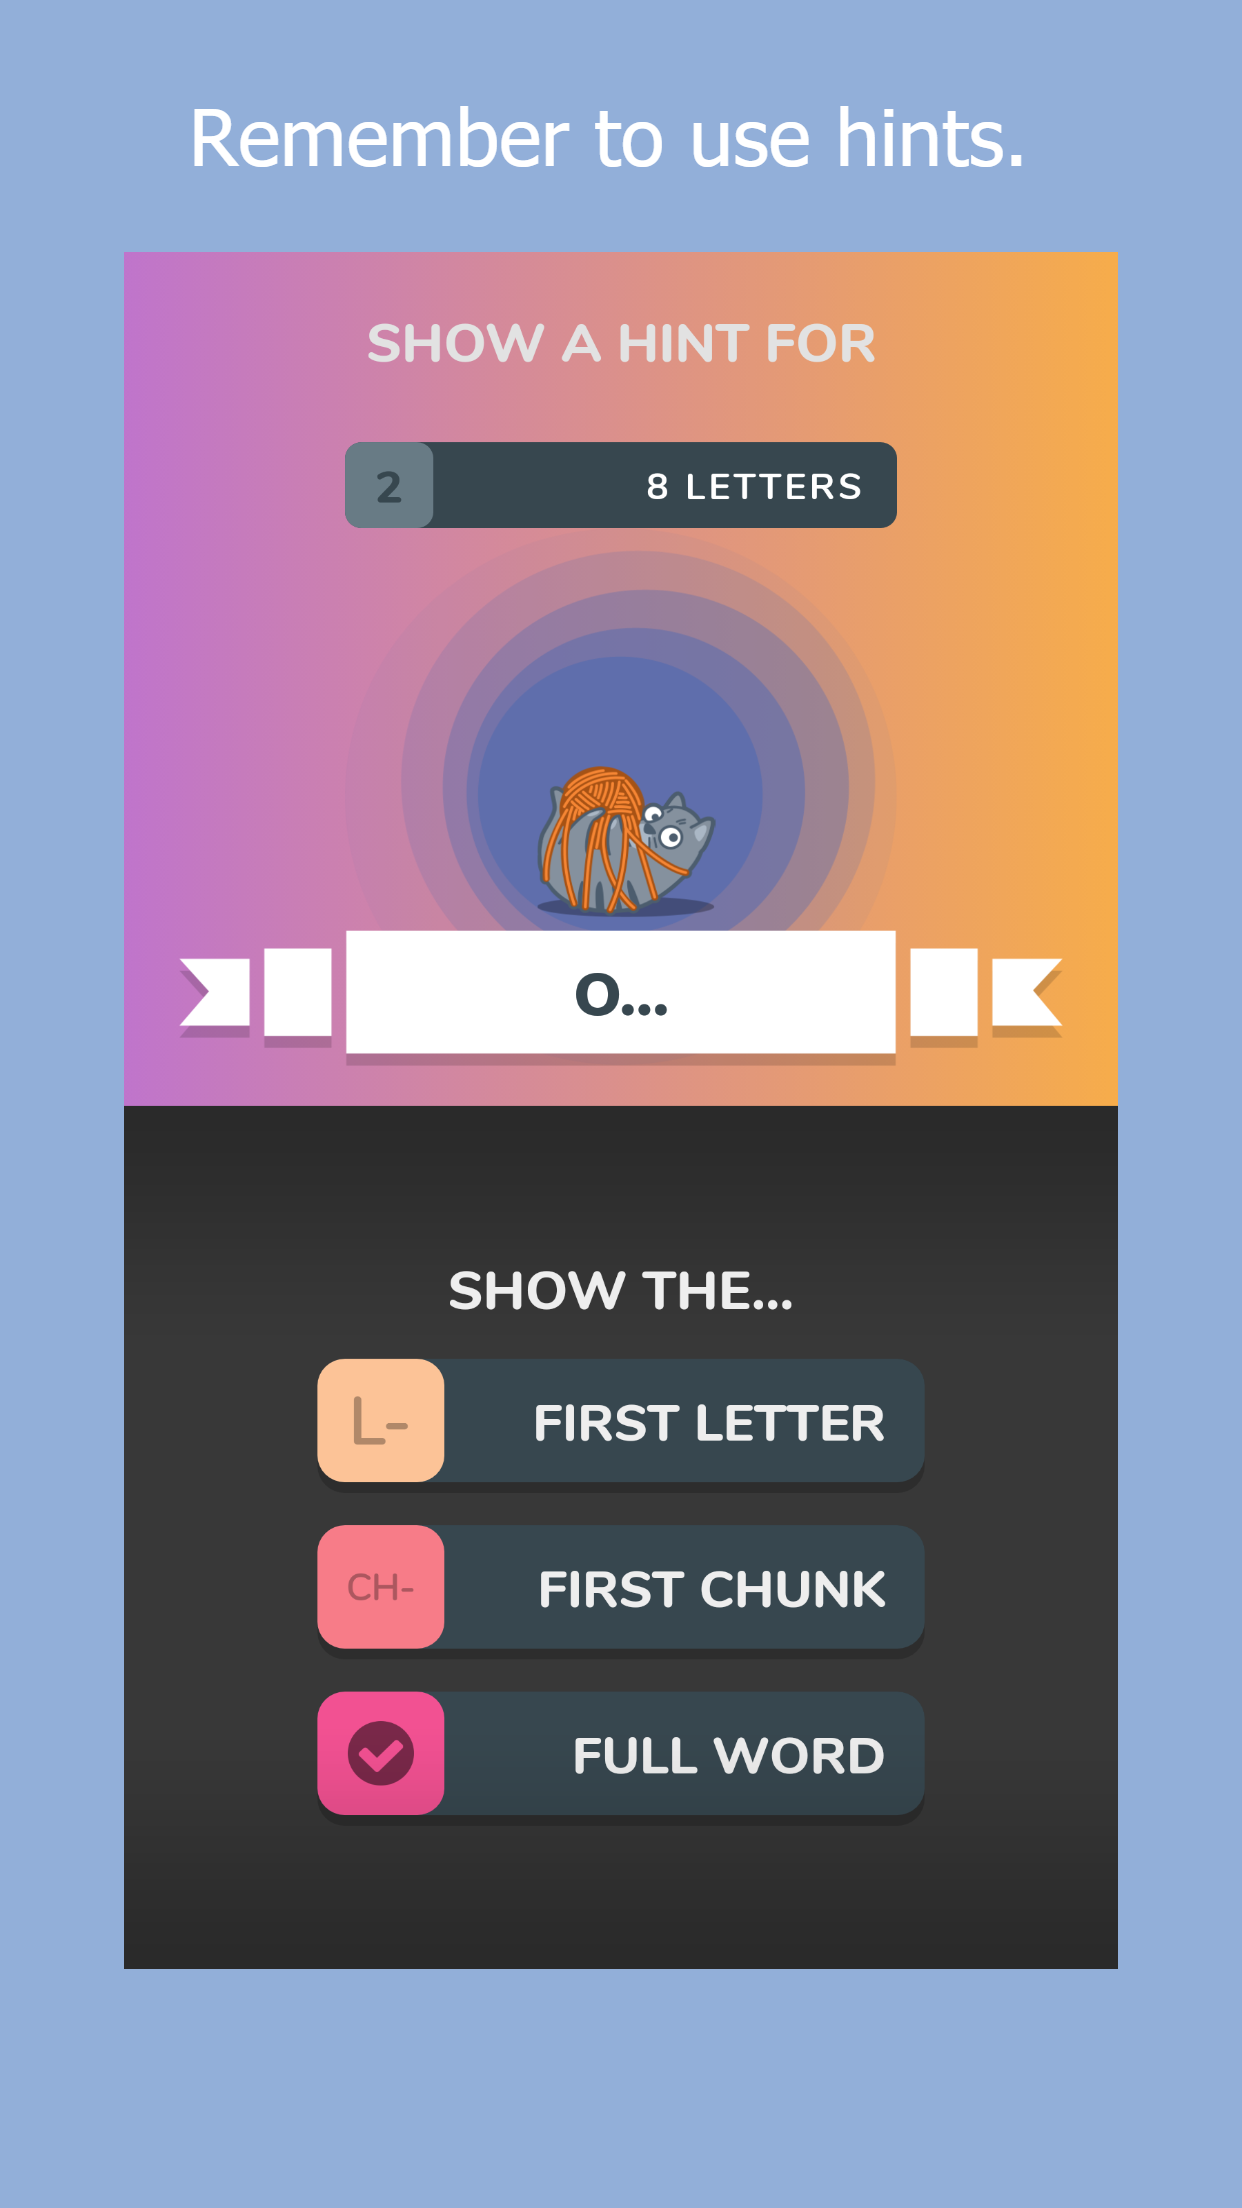 Remember to use hints.
SHOW A HINT FOR
2 8 LETTERS
O...
SHOW THE...
L- FIRST LETTER
CH- FIRST CHUNK
FULL WORD